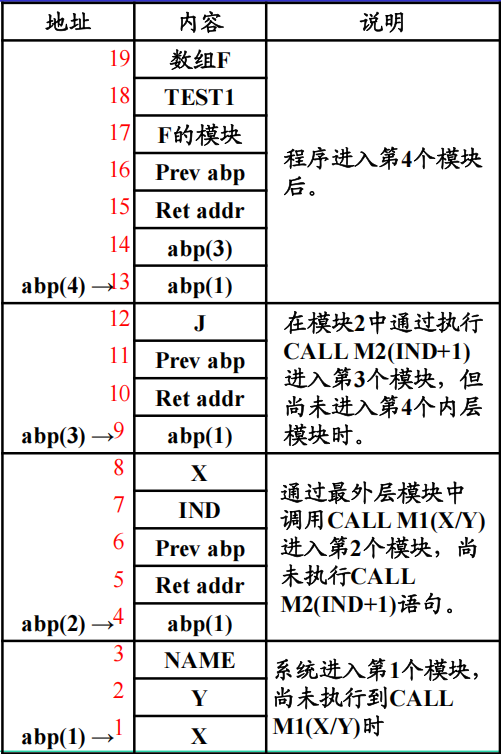 地址 内容 说明
19 数组F
18 TEST1
17 F的模块
16 Prev abp
15 Ret addr
14 abp(3)
abp(4) →13 abp(1)
程序进入第4个模块
后。
12 J
11 Prev abp
10 Ret addr
abp(3) →9 abp(1)
在模块2中通过执行
CALL M2(IND+1)
进入第3个模块，但
尚未进入第4个内层
模块时。
8 X
7 IND
6 Prev abp
5 Ret addr
abp(2) →4 abp(1)
通过最外层模块中
调用CALL M1(X/Y)
进入第2个模块，尚
未执行CALL
M2(IND+1)语句。
3 NAME
2 Y
abp(1) →1 X
系统进入第1个模块，
尚未执行到CALL
M1(X/Y)时